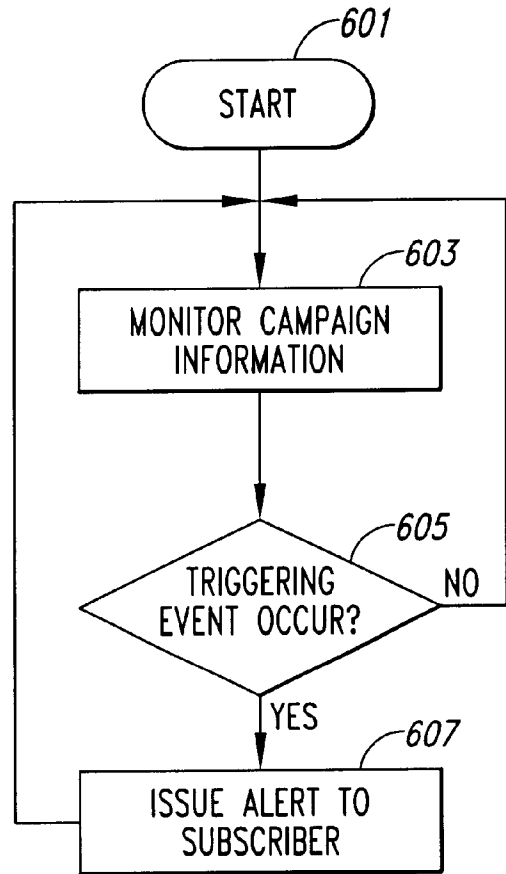 601
START
603
MONITOR CAMPAIGN
INFORMATION
605
TRIGGERING
EVENT OCCUR?
NO
YES
607
ISSUE ALERT TO
SUBSCRIBER